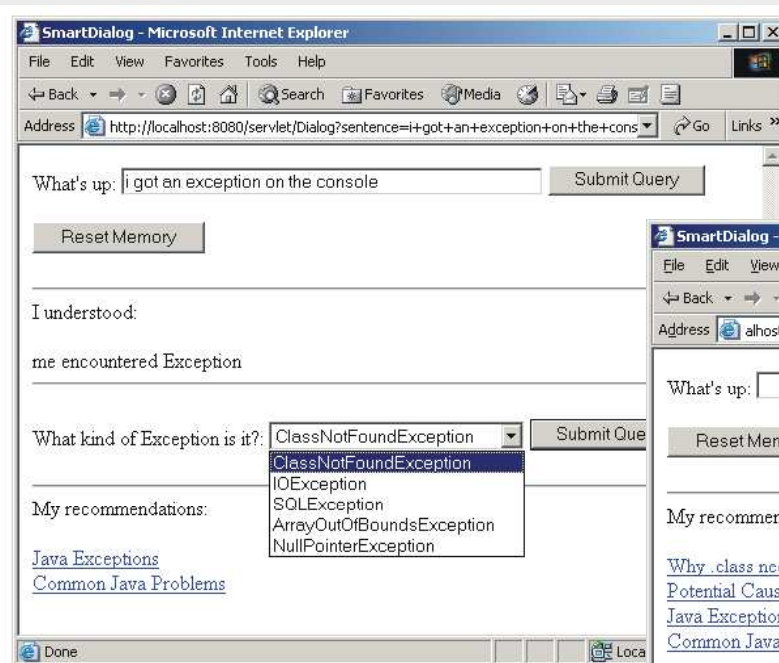 SmartDialog - Microsoft Internet Explorer
File Edit View Favorites Tools Help
Back Search Favorites Media
Address http://localhost:8080/servlet/Dialog?sentence=i+got+an+exception+on+the+cons Go Links »
What's up: i got an exception on the console Submit Query
Reset Memory
I understood:
me encountered Exception
What kind of Exception is it?: ClassNotFoundException Submit Que
ClassNotFoundException
IOException
SQLException
ArrayOutOfBoundsException
NullPointerException
My recommendations:
Java Exceptions
Common Java Problems
Done Loca
SmartDialog -
File Edit View
Back
Address alhos
What's up:
Reset Mem
My recommen
Why .class nee
Potential Caus
Java Exception
Common Java